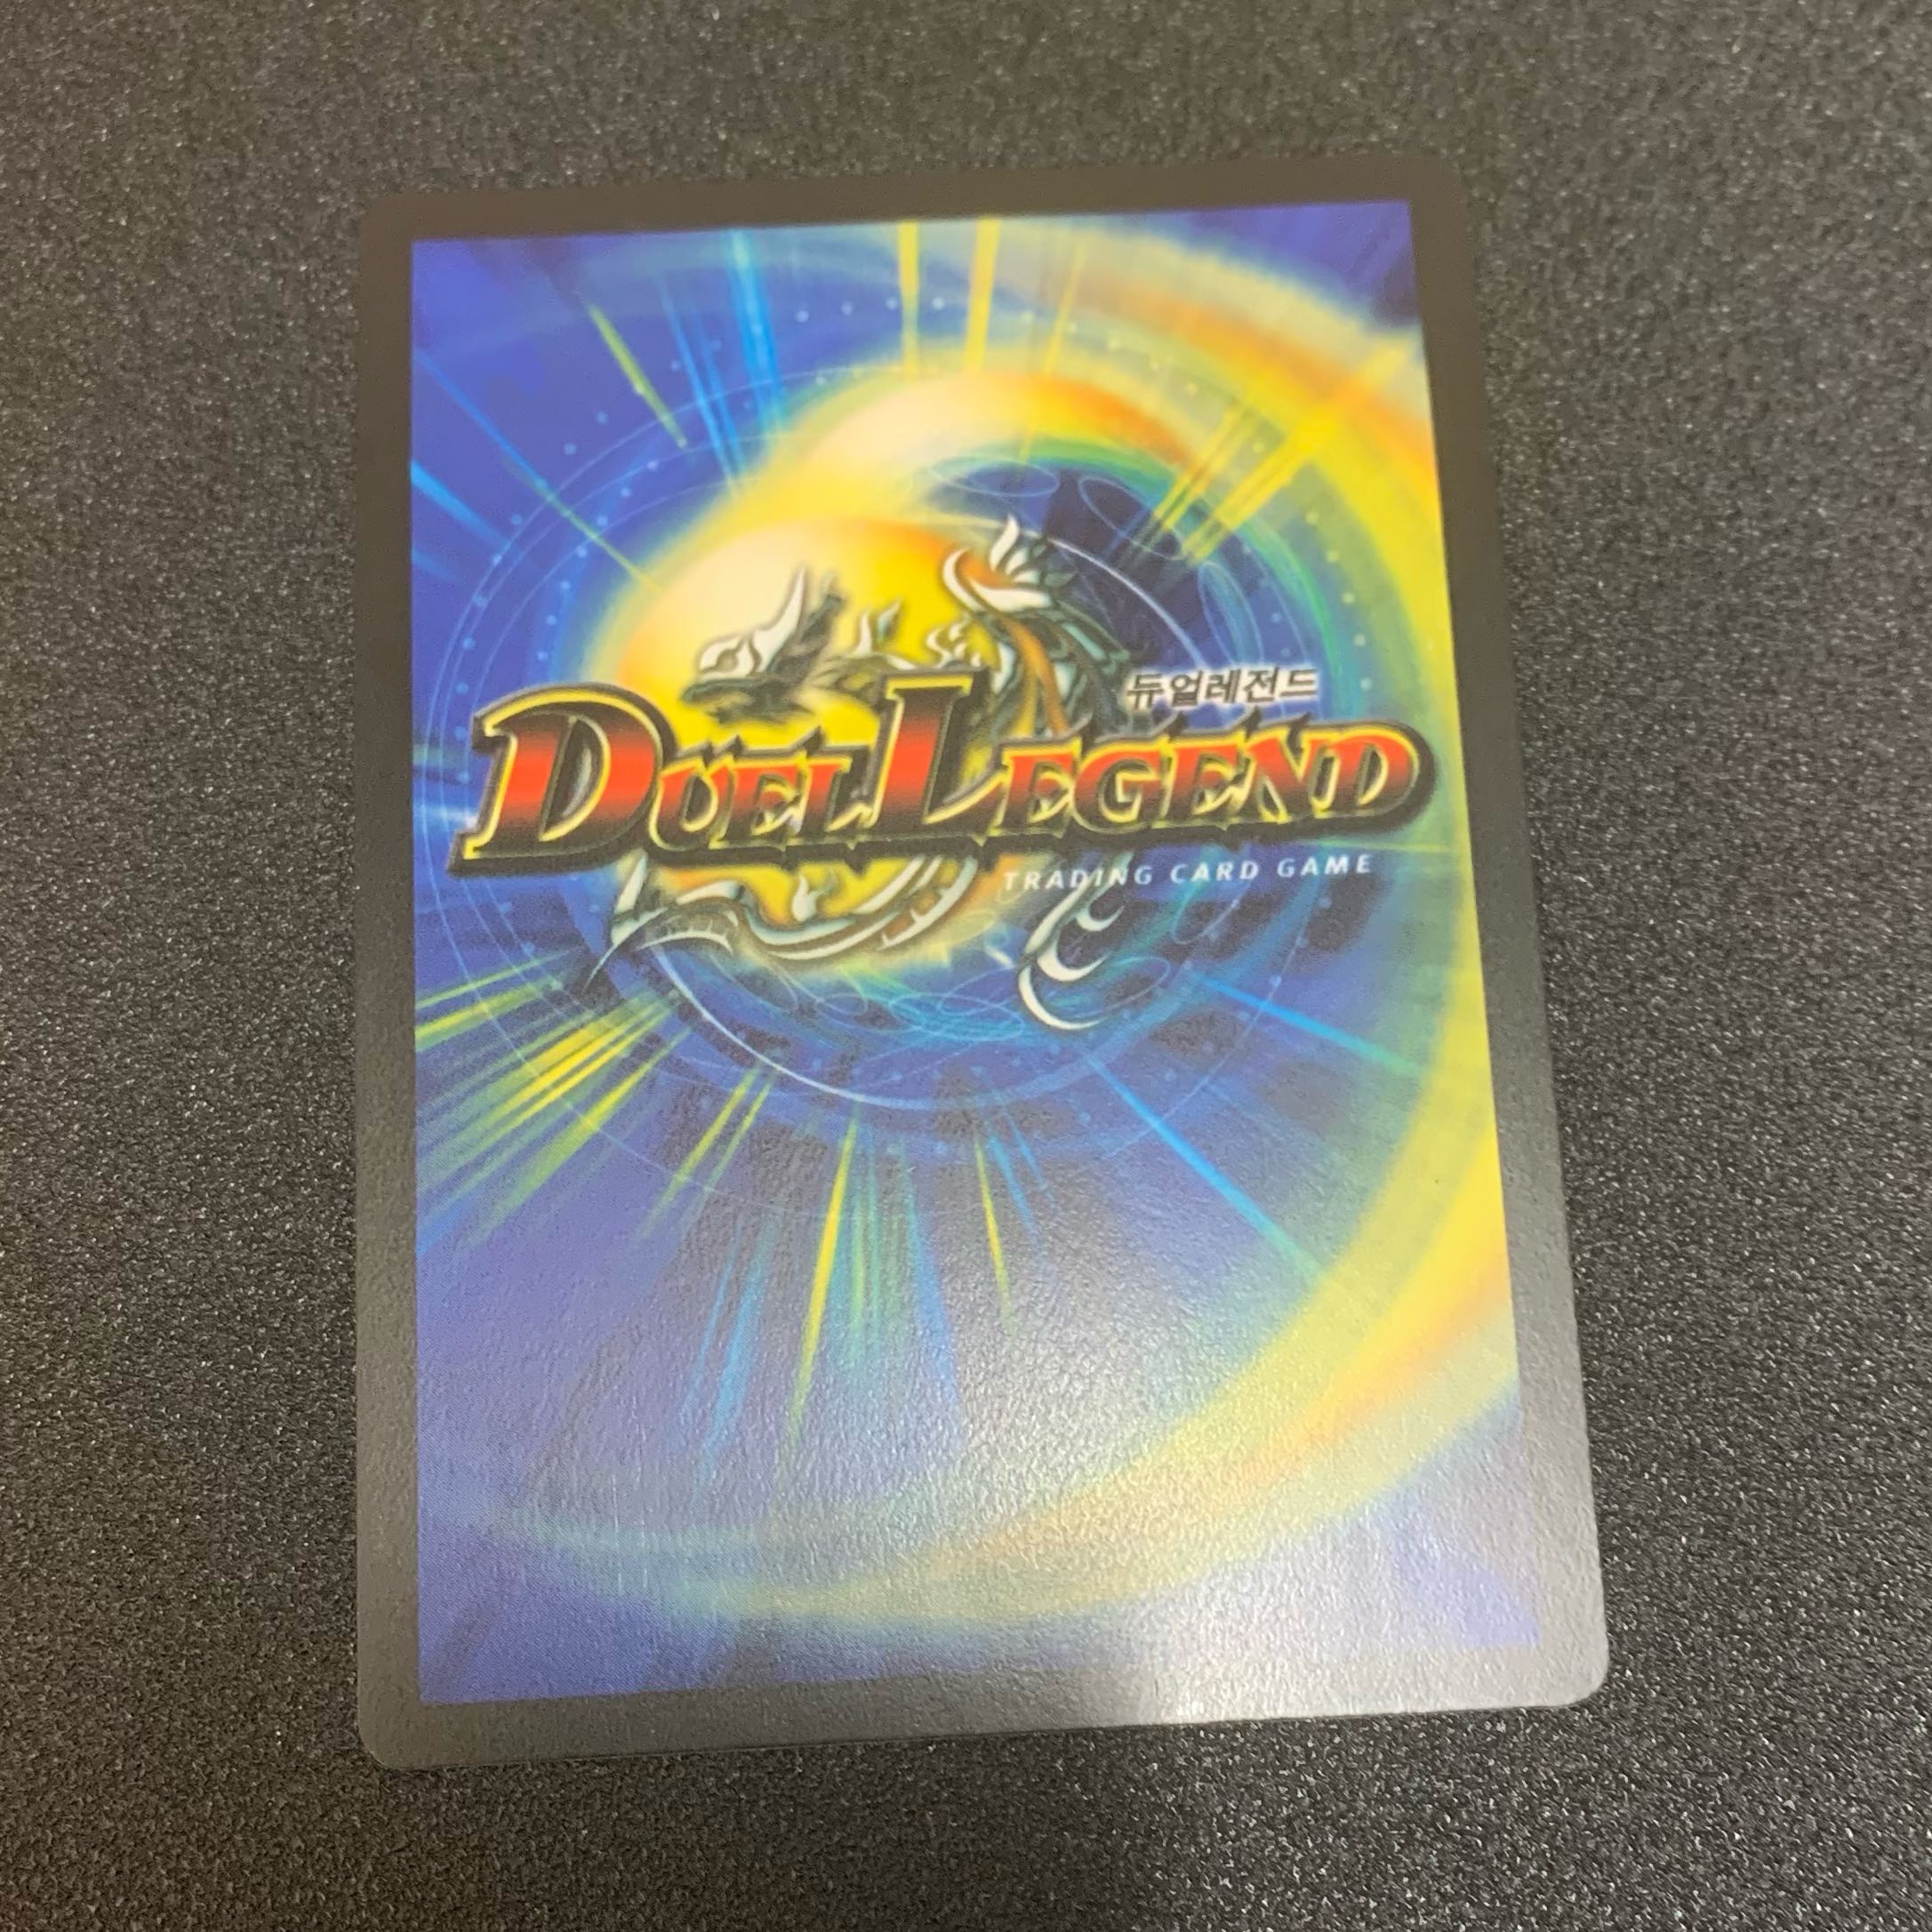 듀얼레전드
DUEL LEGEND
TRADING CARD GAME